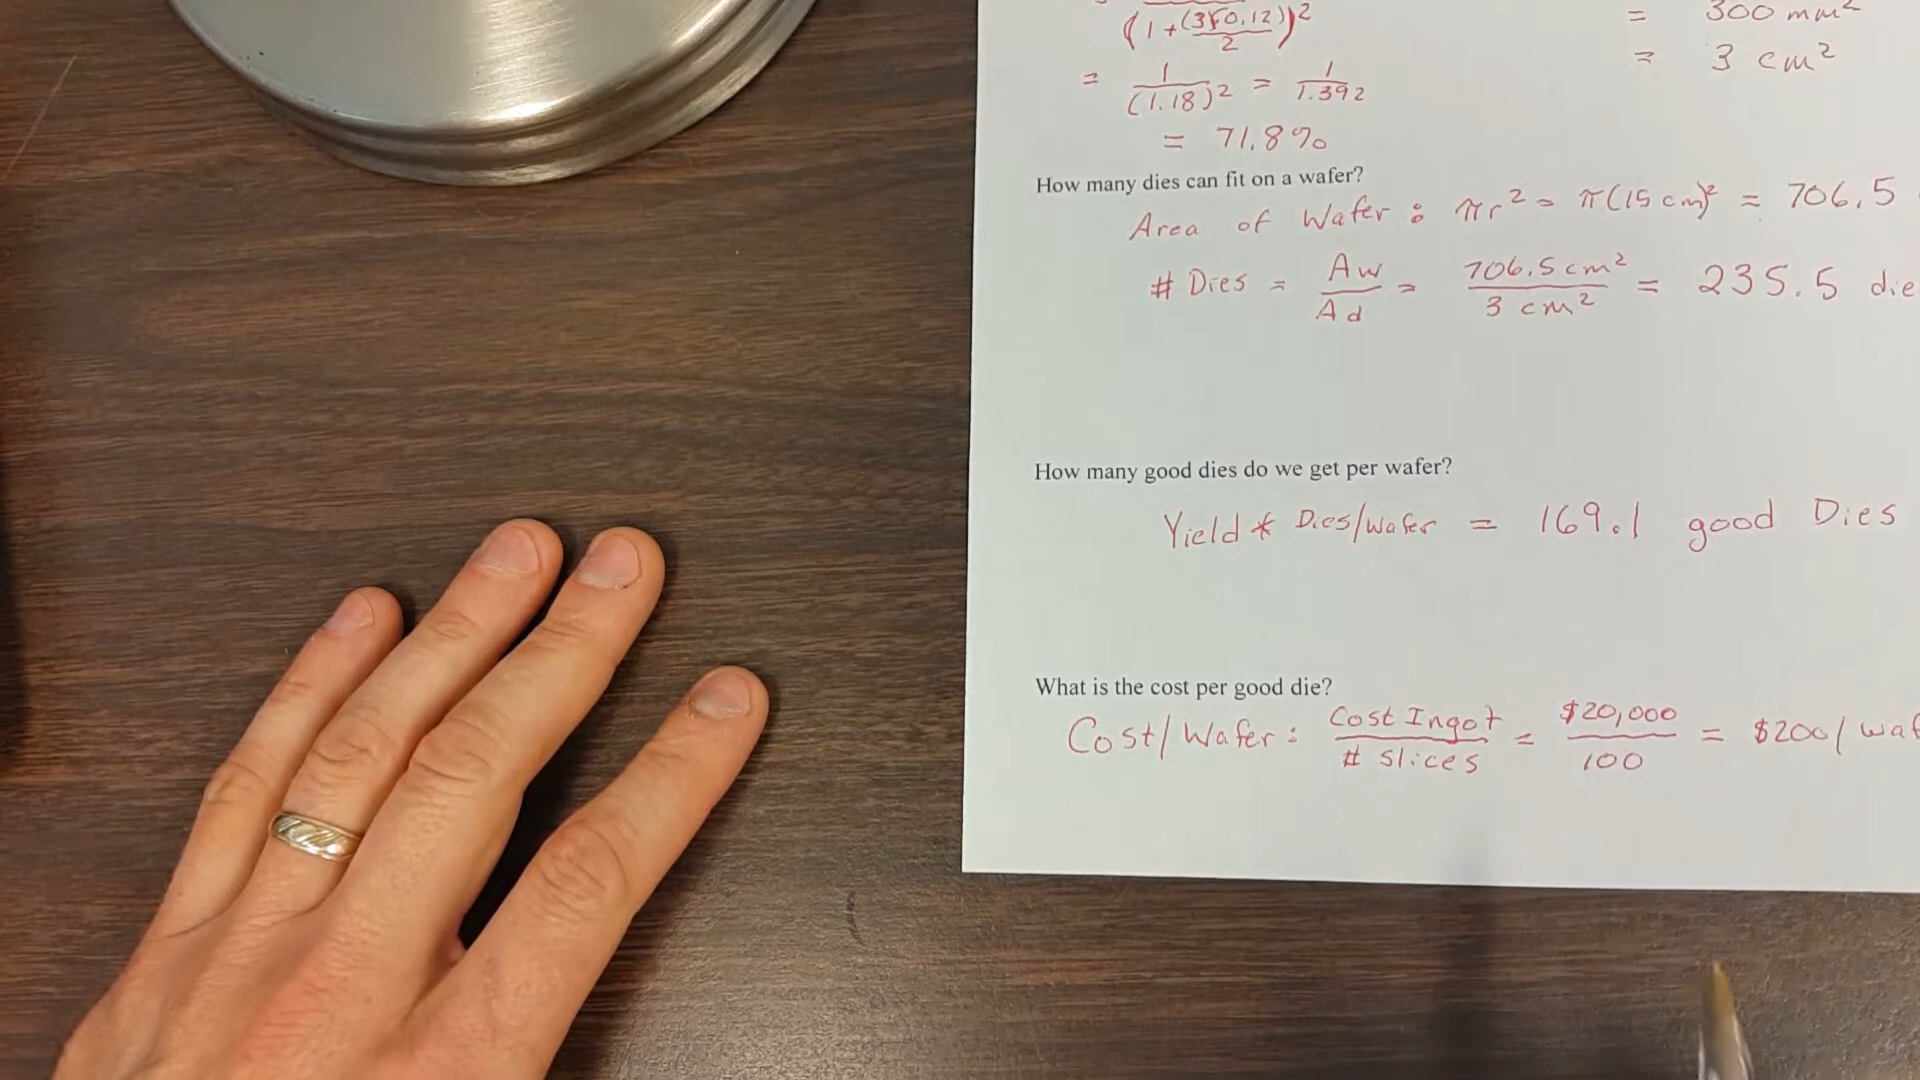 (1+(3*0.12)/2)²
= 300 mm²
= 1/(1.18)² = 1/1.392
= 3 cm²
= 71.8%
How many dies can fit on a wafer?
Area of Wafer : πr² = π(15 cm)² = 706.5
# Dies = Aw/Ad = 706.5 cm²/3 cm² = 235.5 die
How many good dies do we get per wafer?
Yield * Dies/Wafer = 169.1 good Dies
What is the cost per good die?
Cost/Wafer: Cost Ingot/# slices = $20,000/100 = $200/waf